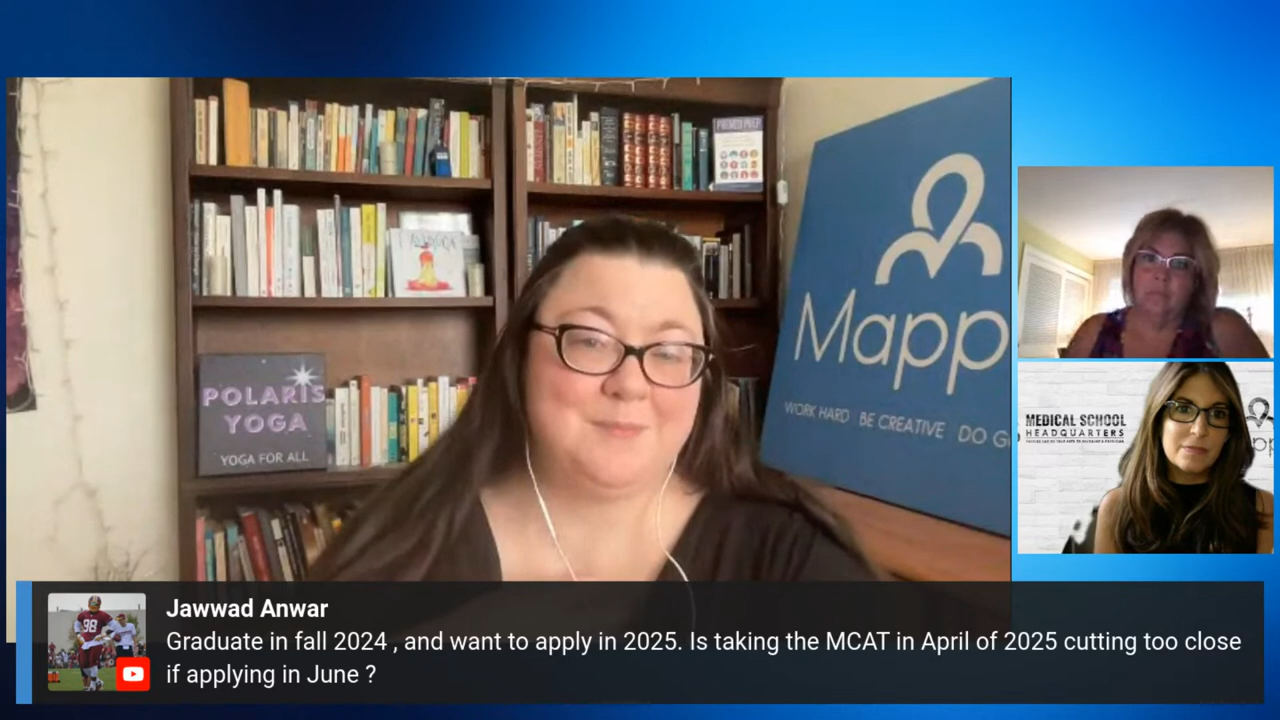 PREMED PREP
POLARIS
YOGA
YOGA FOR ALL
Mapp
WORK HARD BE CREATIVE DO G
MEDICAL SCHOOL
HEADQUARTERS
Jawwad Anwar
Graduate in fall 2024 , and want to apply in 2025. Is taking the MCAT in April of 2025 cutting too close
if applying in June ?